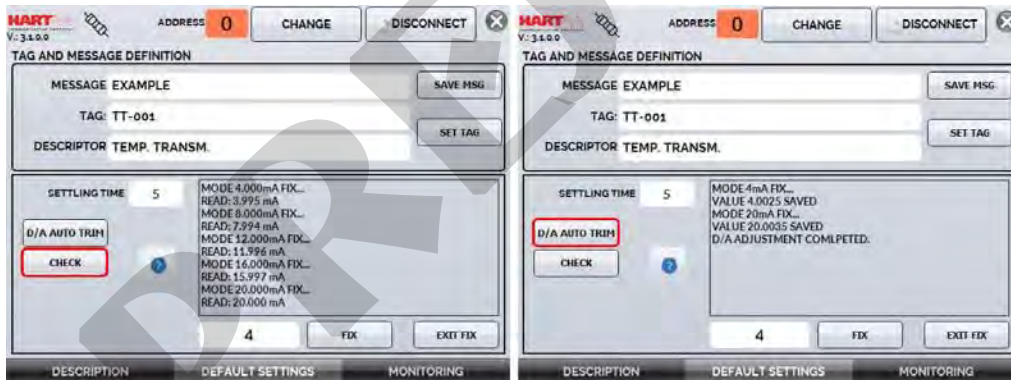 HART
V.: 3.1.0.0
ADDRESS 0 CHANGE DISCONNECT
TAG AND MESSAGE DEFINITION
MESSAGE EXAMPLE SAVE MSG
TAG: TT-001
SET TAG
DESCRIPTOR TEMP. TRANSM.
SETTLING TIME 5
D/A AUTO TRIM
CHECK
MODE 4.000mA FIX...
READ: 3.995 mA
MODE 8.000mA FIX...
READ: 7.994 mA
MODE 12.000mA FIX...
READ: 11.996 mA
MODE 16.000mA FIX...
READ: 15.997 mA
MODE 20.000mA FIX...
READ: 20.000 mA
4 FIX EXIT FIX
DESCRIPTION DEFAULT SETTINGS MONITORING
HART
V.: 3.1.0.0
ADDRESS 0 CHANGE DISCONNECT
TAG AND MESSAGE DEFINITION
MESSAGE EXAMPLE SAVE MSG
TAG: TT-001
SET TAG
DESCRIPTOR TEMP. TRANSM.
SETTLING TIME 5
D/A AUTO TRIM
CHECK
MODE 4mA FIX...
VALUE 4.0025 SAVED
MODE 20mA FIX...
VALUE 20.0035 SAVED
D/A ADJUSTMENT COMLPETED.
4 FIX EXIT FIX
DESCRIPTION DEFAULT SETTINGS MONITORING